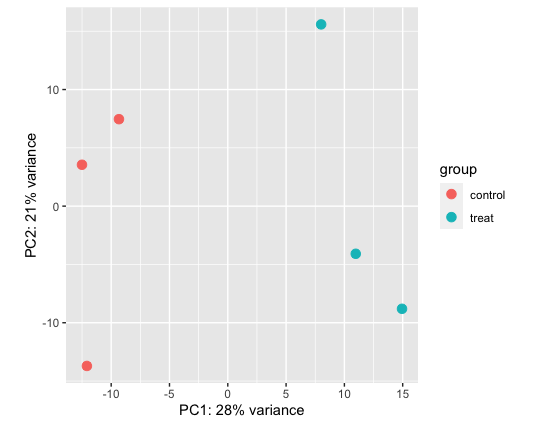 10
0
-10
PC2: 21% variance
-10
-5
0
5
10
15
PC1: 28% variance
group
control
treat